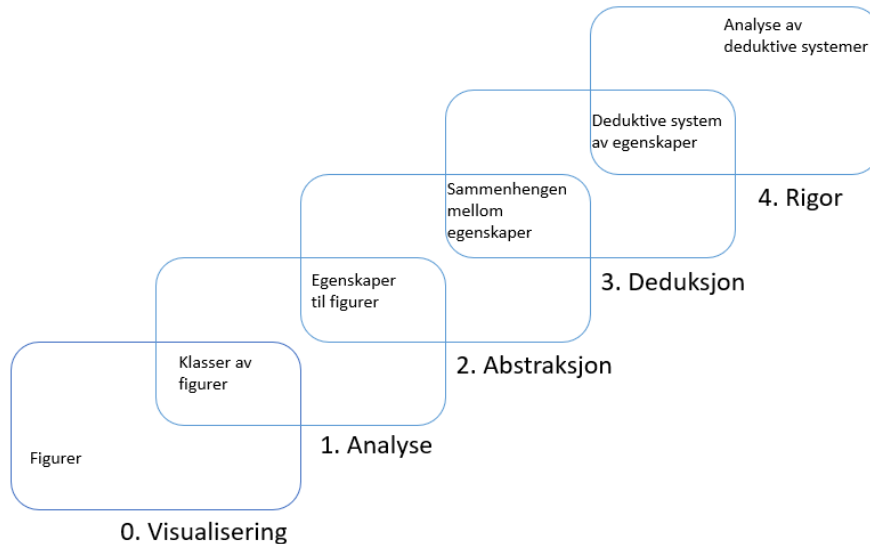 Analyse av
deduktive systemer
Deduktive system
av egenskaper
4. Rigor
Sammenhengen
mellom
egenskaper
3. Deduksjon
Egenskaper
til figurer
2. Abstraksjon
Klasser av
figurer
1. Analyse
Figurer
0. Visualisering